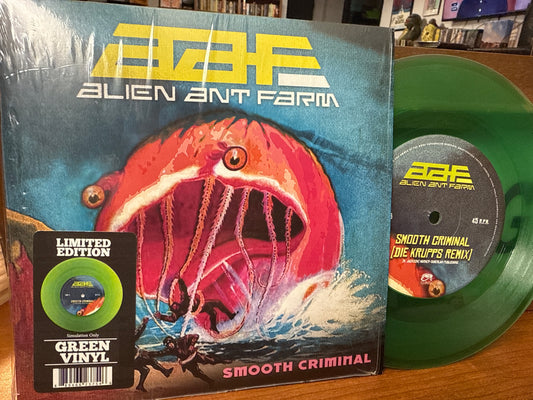 aaf
ALIEN ANT FARM
LIMITED
EDITION
Simulation Only
GREEN
VINYL
SMOOTH CRIMINAL
aaf
ALIEN ANT FARM
45 R.P.M.
SMOOTH CRIMINAL
(DIE KRUPPS REMIX)